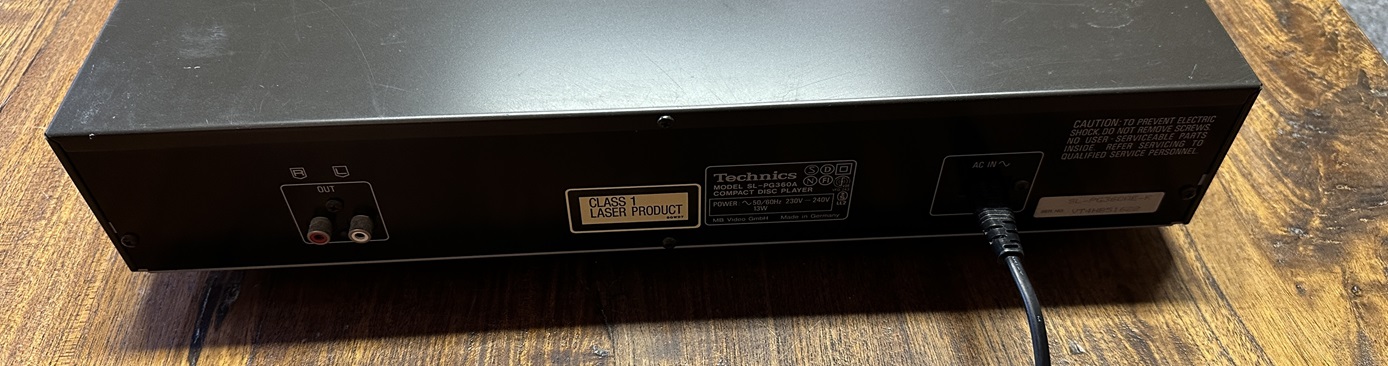 R L
OUT
CLASS 1
LASER PRODUCT
Technics
MODEL SL-PG360A
COMPACT DISC PLAYER
S D
N
POWER: ∿50/60Hz 230V–240V
13W
MB Video GmbH Made in Germany
AC IN ∿
CAUTION: TO PREVENT ELECTRIC
SHOCK, DO NOT REMOVE SCREWS
NO USER-SERVICEABLE PARTS
INSIDE REFER SERVICING TO
QUALIFIED SERVICE PERSONNEL.